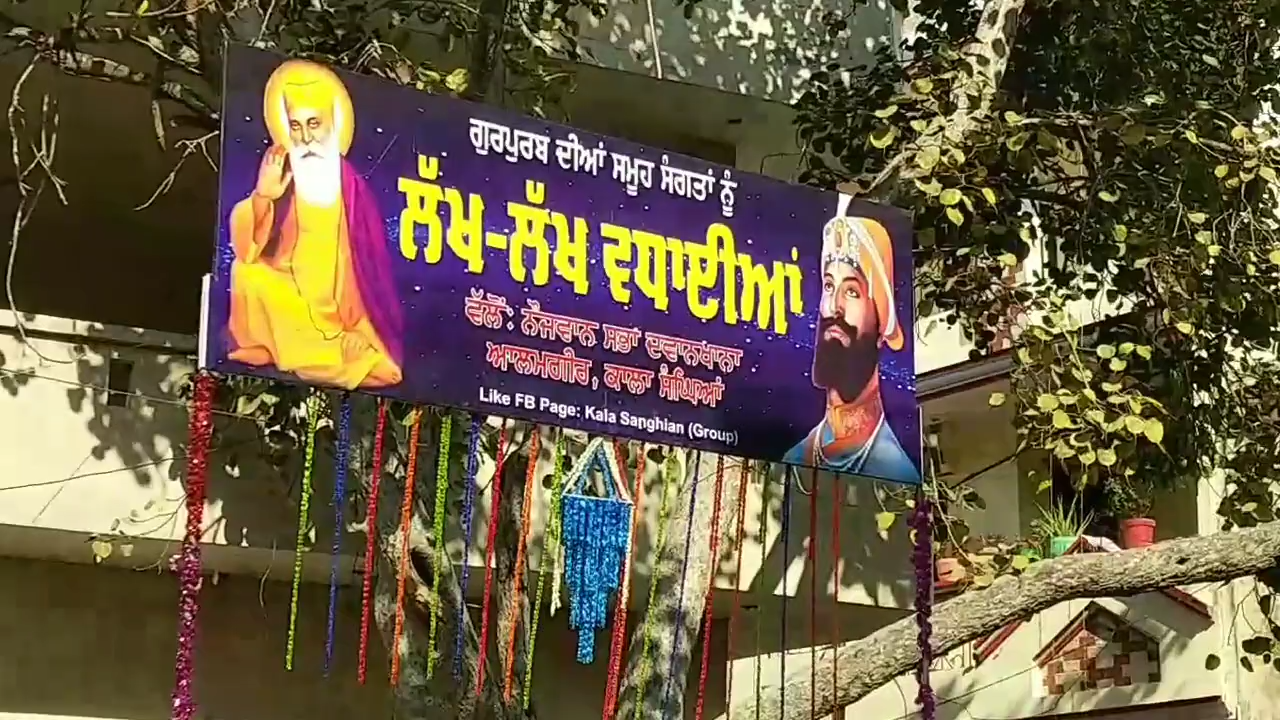 ਗੁਰਪੁਰਬ ਦੀਆਂ ਸਮੂਹ ਸੰਗਤਾਂ ਨੂੰ
ਲੱਖ-ਲੱਖ ਵਧਾਈਆਂ
ਵੱਲੋਂ: ਨੌਜਵਾਨ ਸਭਾ ਦਵਾਨਖਾਨਾ
ਆਲਮਗੀਰ, ਕਾਲਾ ਸੰਘਿਆਂ
Like FB Page: Kala Sanghian (Group)